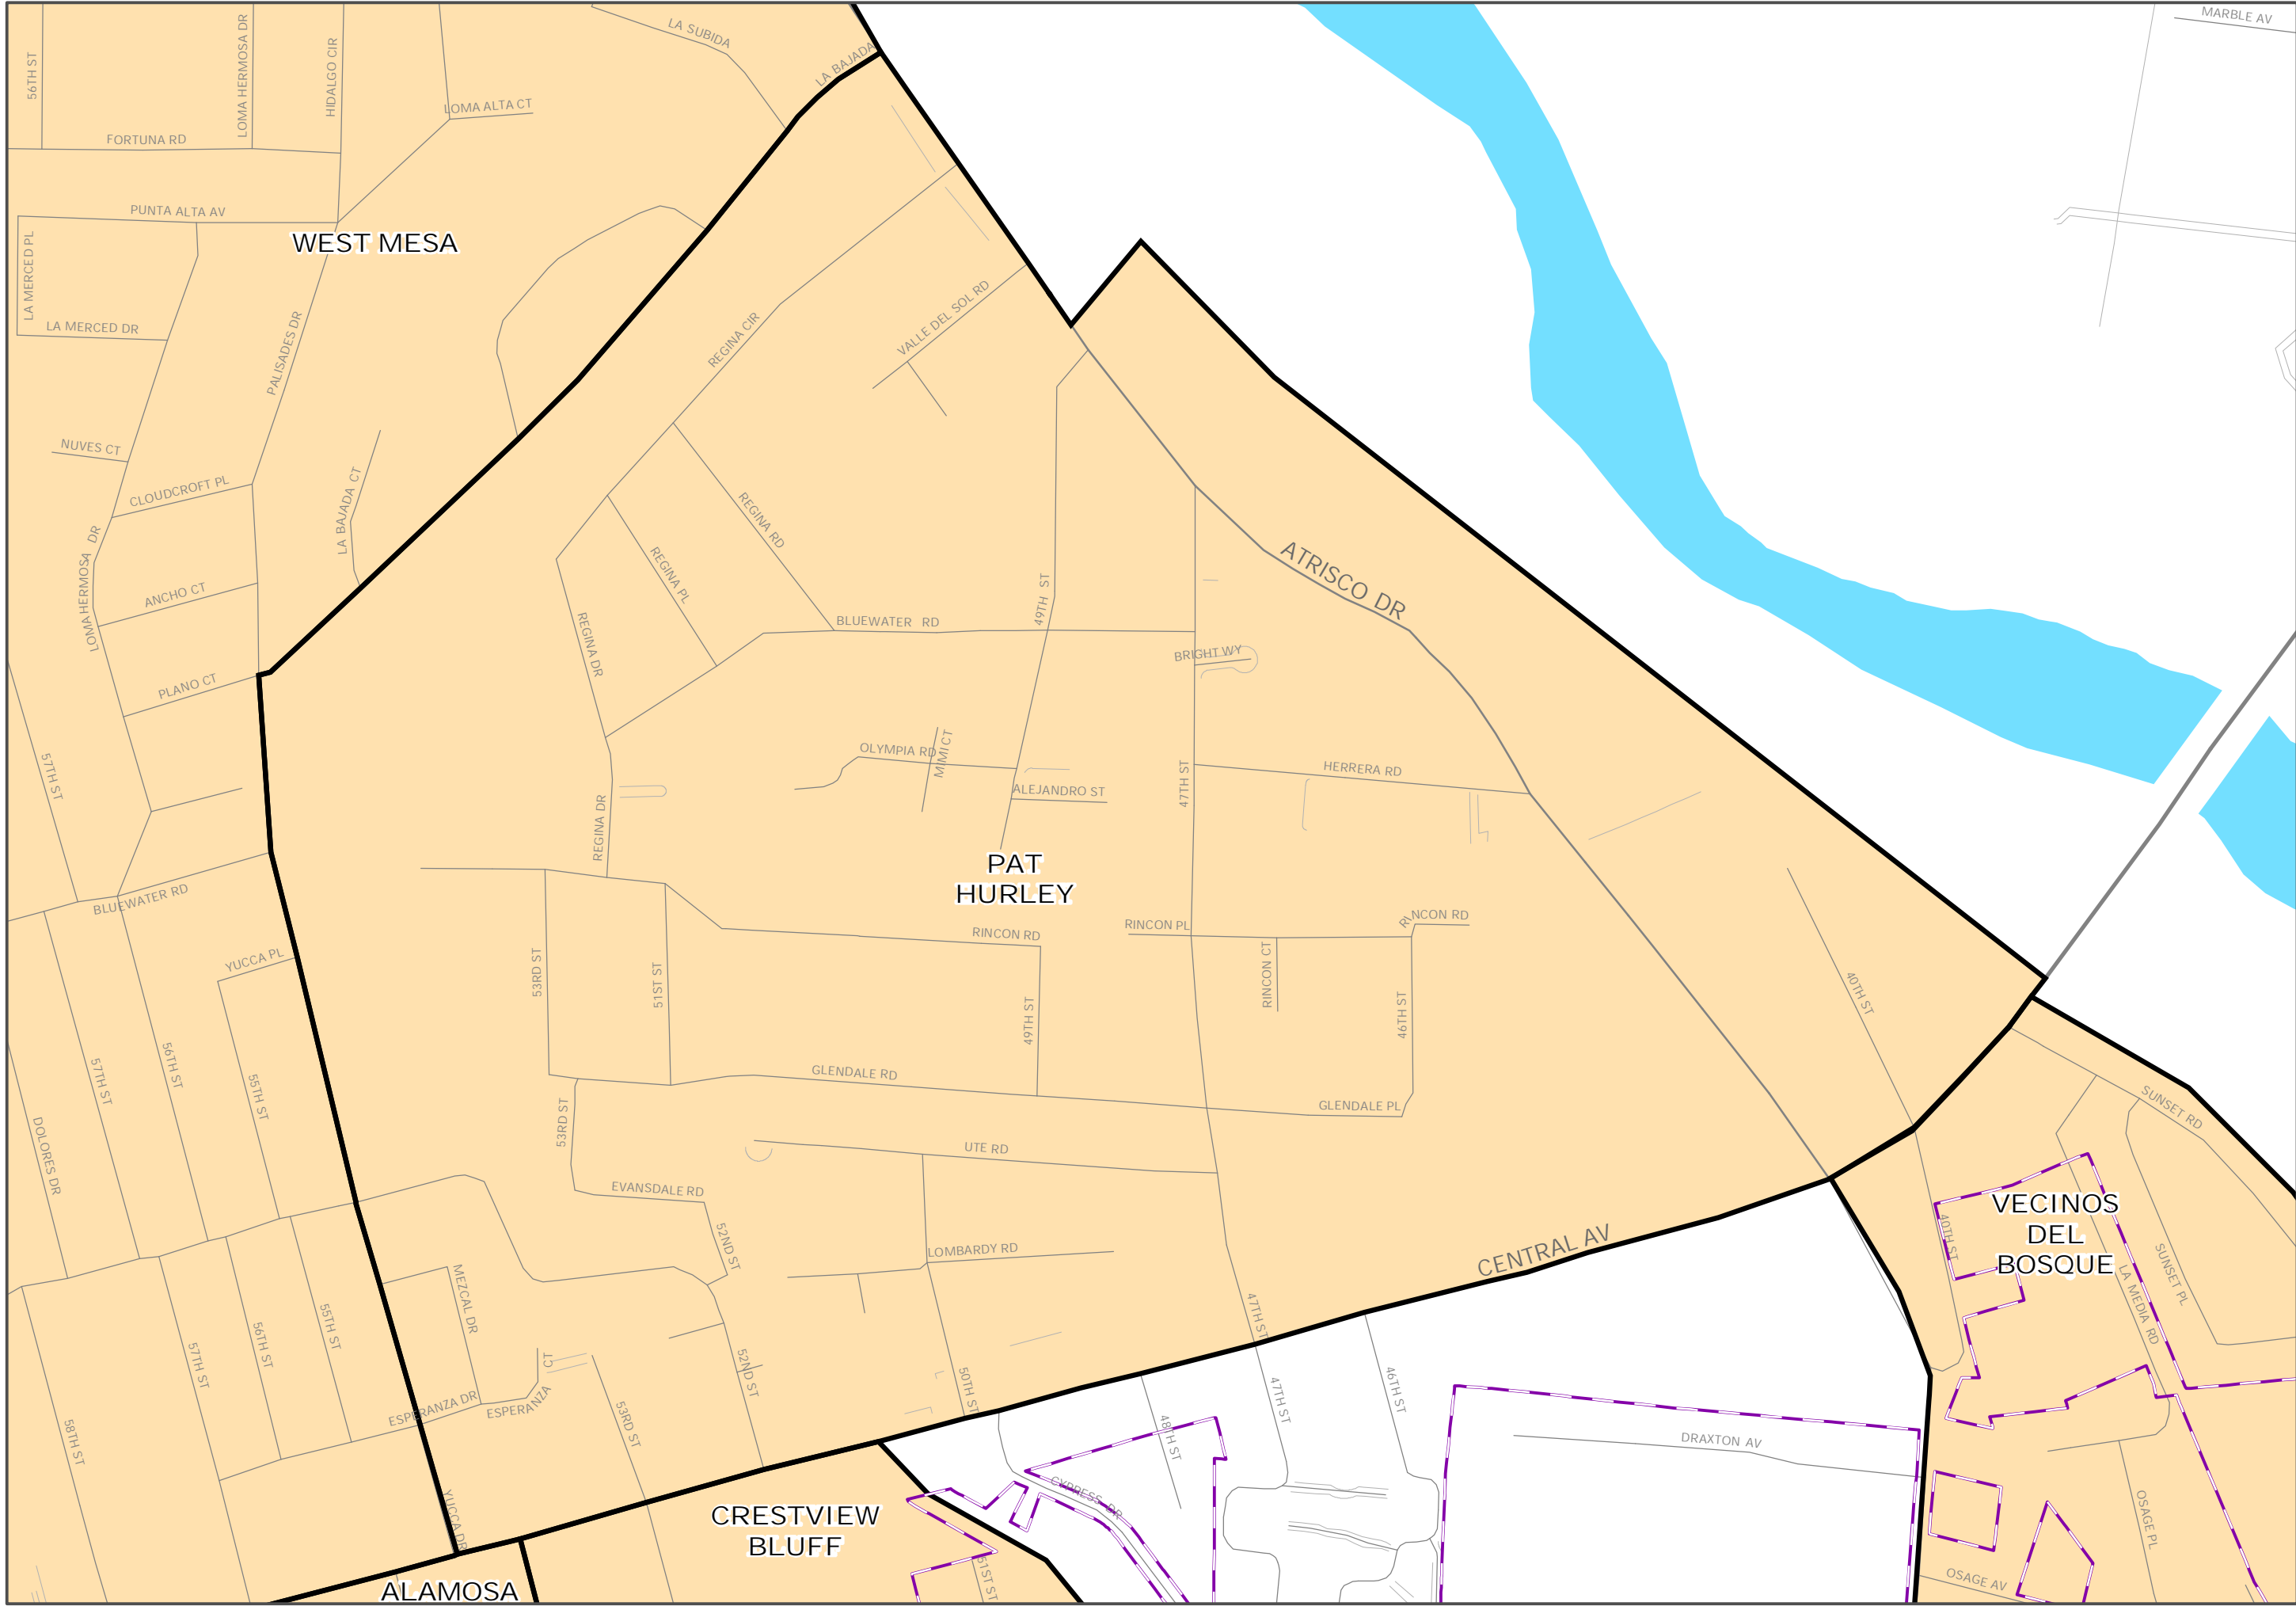 MARBLE AV
LA SUBIDA
LA BAJADA
56TH ST
LOMA HERMOSA DR
HIDALGO CIR
LOMA ALTA CT
FORTUNA RD
PUNTA ALTA AV
WEST MESA
LA MERCED PL
LA MERCED DR
PALISADES DR
REGINA CIR
VALLE DEL SOL RD
NUVES CT
CLOUDCROFT PL
LA BAJADA CT
REGINA RD
LOMA HERMOSA DR
REGINA PL
ATRISCO DR
ANCHO CT
49TH ST
REGINA DR
BLUEWATER RD
BRIGHT WY
PLANO CT
57TH ST
OLYMPIA RD
MIMI CT
47TH ST
HERRERA RD
ALEJANDRO ST
REGINA DR
PAT
HURLEY
BLUEWATER RD
RINCON RD
RINCON PL
RINCON RD
YUCCA PL
53RD ST
51ST ST
49TH ST
RINCON CT
46TH ST
40TH ST
57TH ST
56TH ST
55TH ST
GLENDALE RD
GLENDALE PL
SUNSET RD
DOLORES DR
53RD ST
UTE RD
EVANSDALE RD
52ND ST
LOMBARDY RD
CENTRAL AV
40TH ST
VECINOS
DEL
BOSQUE
SUNSET PL
LA MEDIA RD
MEZCAL DR
57TH ST
56TH ST
55TH ST
47TH ST
ESPERANZA DR
ESPERANZA CT
53RD ST
52ND ST
50TH ST
48TH ST
47TH ST
46TH ST
58TH ST
DRAXTON AV
YUCCA DR
CYPRESS DR
CRESTVIEW
BLUFF
51ST ST
OSAGE PL
OSAGE AV
ALAMOSA